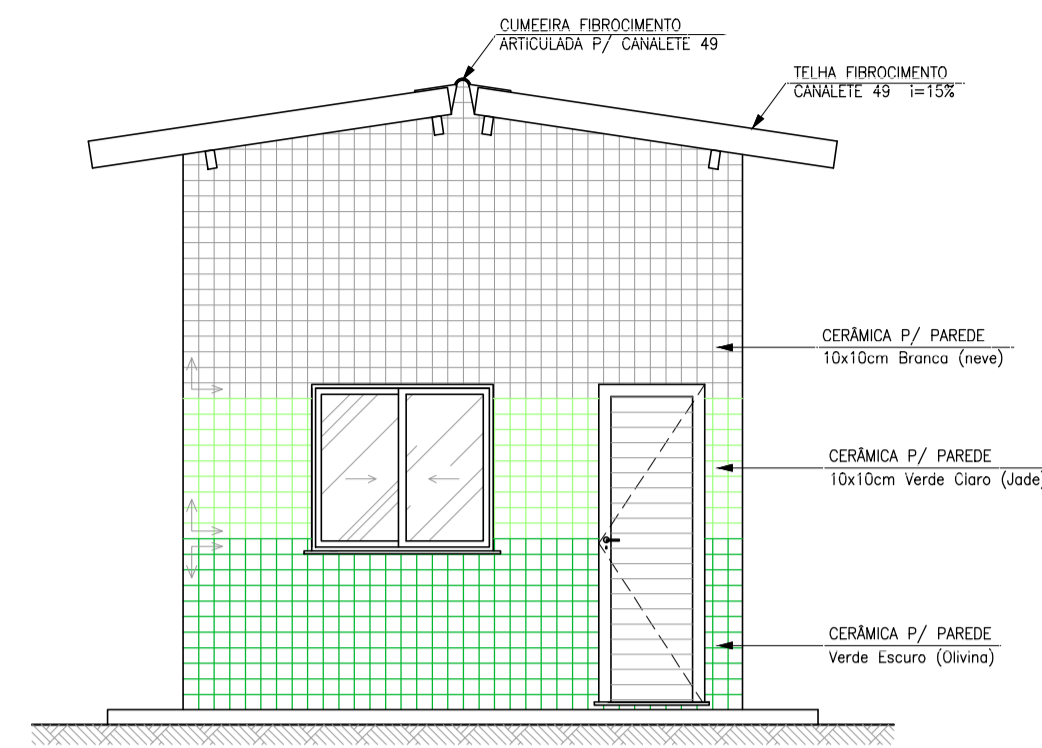 CUMEEIRA FIBROCIMENTO
ARTICULADA P/ CANALETE 49
TELHA FIBROCIMENTO
CANALETE 49 i=15%
CERÂMICA P/ PAREDE
10x10cm Branca (neve)
CERÂMICA P/ PAREDE
10x10cm Verde Claro (Jade)
CERÂMICA P/ PAREDE
Verde Escuro (Olivina)